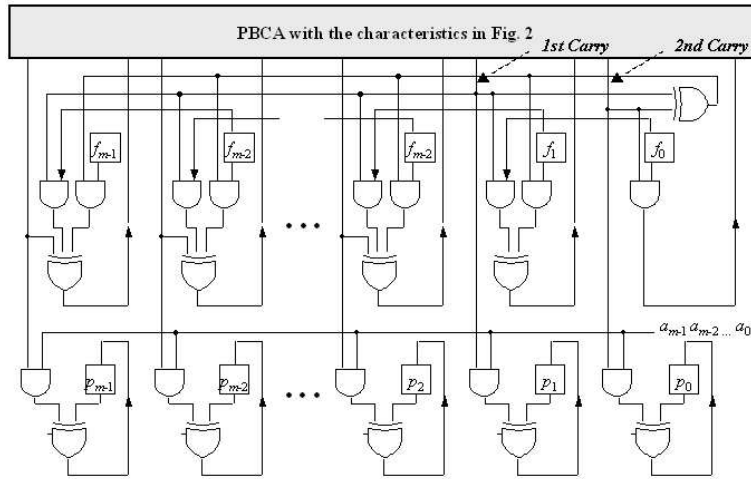 PBCA with the characteristics in Fig. 2
1st Carry
2nd Carry
f_{m-1} f_{m-2} f_{m-2} f_1 f_0
• • •
a_{m-1} a_{m-2} ... a_0
p_{m-1} p_{m-2} p_2 p_1 p_0
• • •